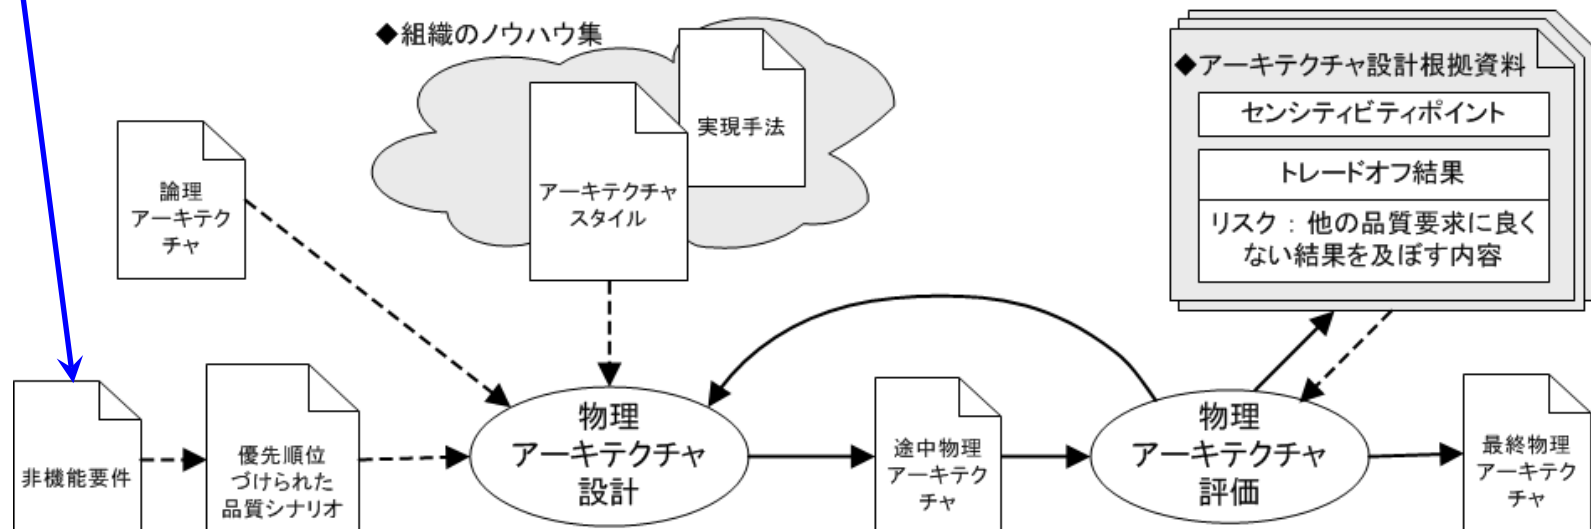 ◆組織のノウハウ集
実現手法
アーキテクチャ
スタイル
論理
アーキテク
チャ
◆アーキテクチャ設計根拠資料
センシティビティポイント
トレードオフ結果
リスク：他の品質要求に良く
ない結果を及ぼす内容
非機能要件
優先順位
づけられた
品質シナリオ
物理
アーキテクチャ
設計
途中物理
アーキテク
チャ
物理
アーキテクチャ
評価
最終物理
アーキテク
チャ